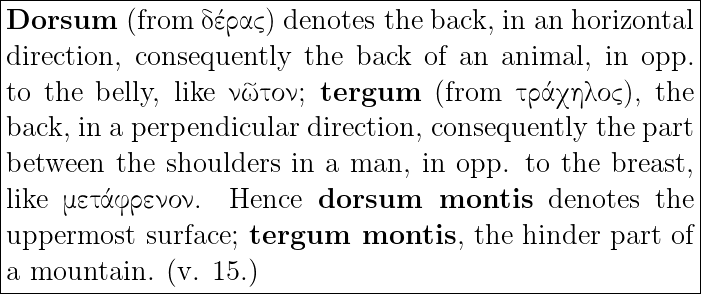 Dorsum (from δέρας) denotes the back, in an horizontal
direction, consequently the back of an animal, in opp.
to the belly, like νῶτον; tergum (from τράχηλος), the
back, in a perpendicular direction, consequently the part
between the shoulders in a man, in opp. to the breast,
like μετάφρενον. Hence dorsum montis denotes the
uppermost surface; tergum montis, the hinder part of
a mountain. (v. 15.)